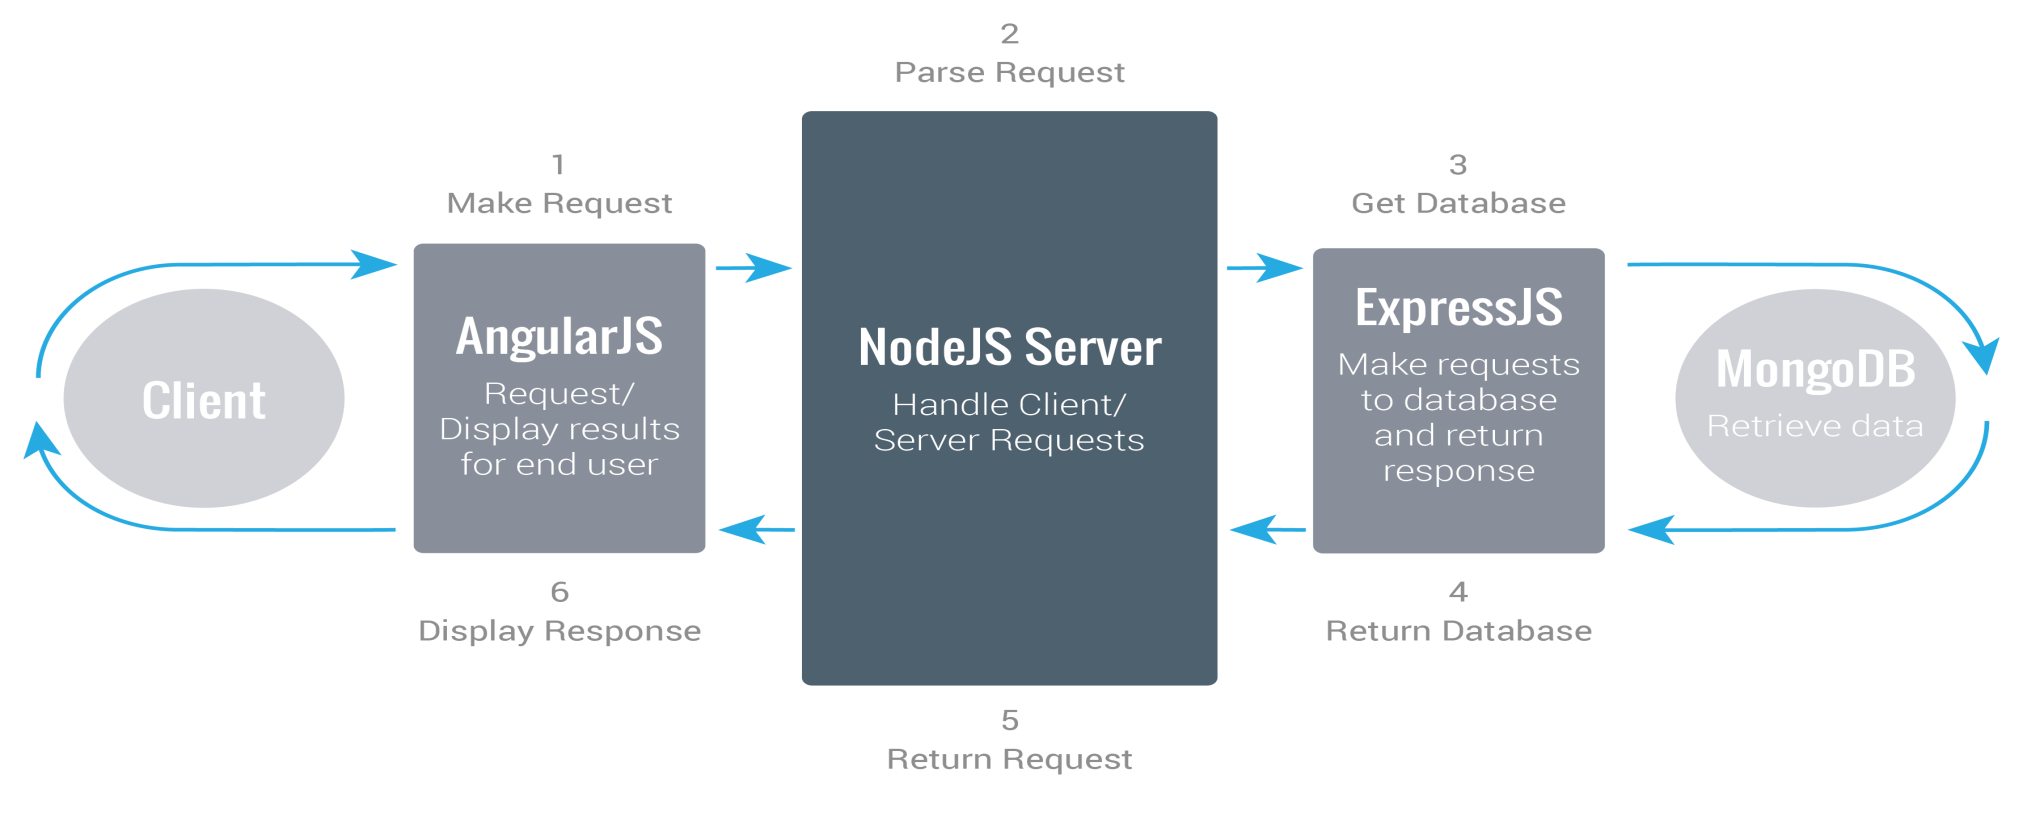 2
Parse Request
1
Make Request
3
Get Database
Client
AngularJS
Request/
Display results
for end user
NodeJS Server
Handle Client/
Server Requests
ExpressJS
Make requests
to database
and return
response
MongoDB
Retrieve data
6
Display Response
4
Return Database
5
Return Request